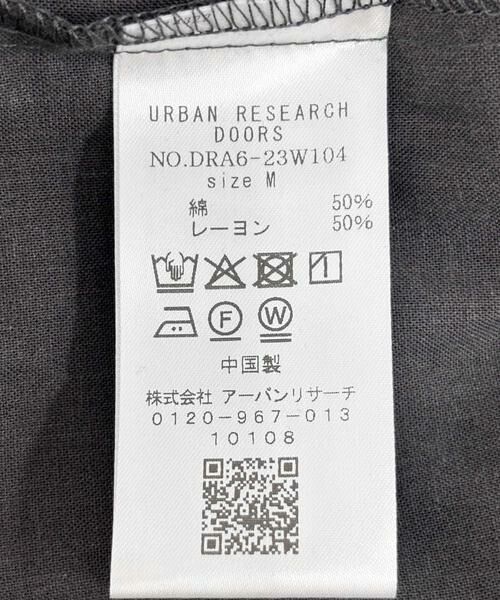 URBAN RESEARCH
DOORS
NO.DRA6-23W104
size M
綿 50%
レーヨン 50%
F W
中国製
株式会社 アーバンリサーチ
0120-967-013
10108